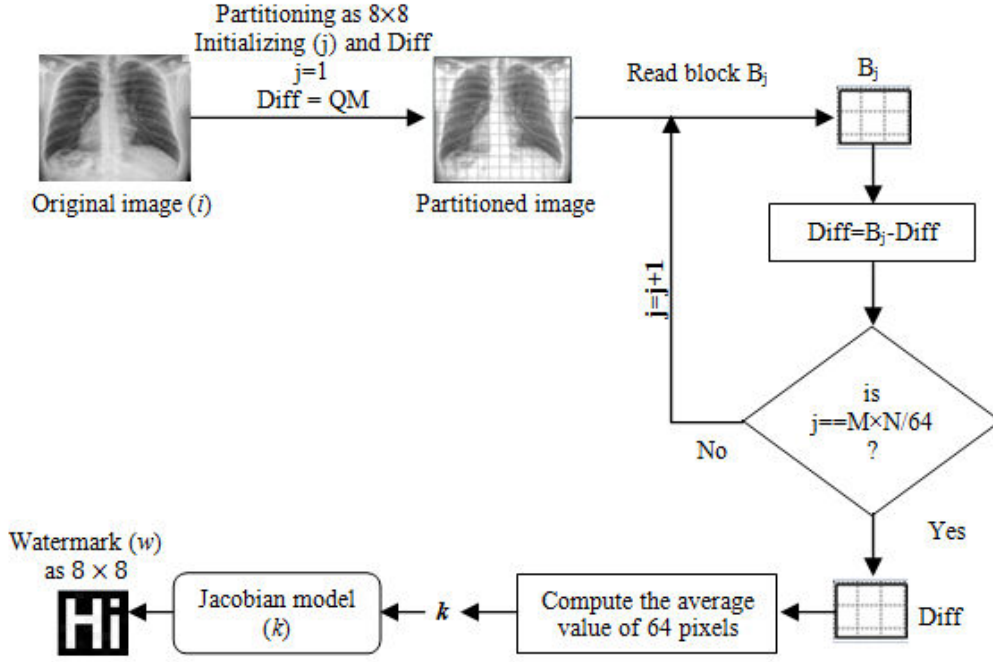 Partitioning as 8×8
Initializing (j) and Diff
j=1
Diff = QM
Original image (i)
Partitioned image
Read block Bj
Bj
Diff=Bj-Diff
j=j+1
is
j==M×N/64
?
No
Yes
Diff
Compute the average
value of 64 pixels
k
Jacobian model
(k)
Watermark (w)
as 8 × 8
Hi